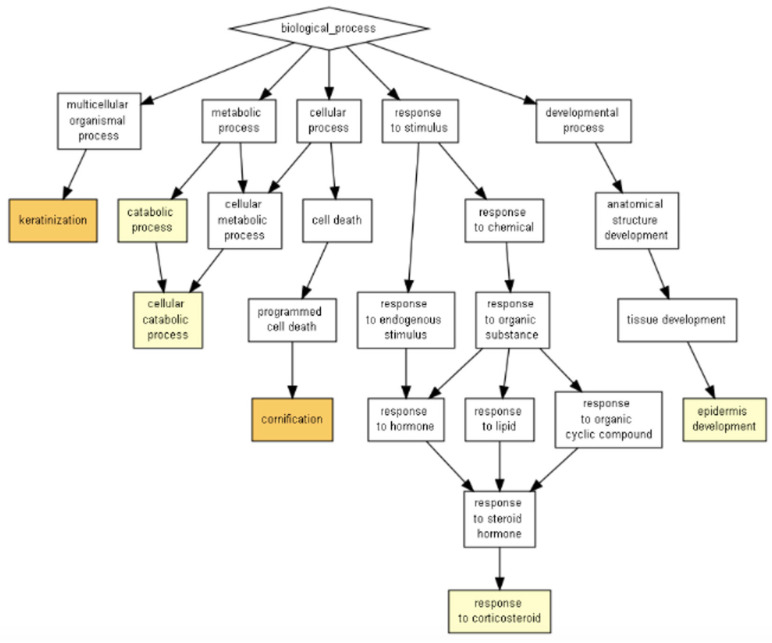 biological_process
multicellular
organismal
process
metabolic
process
cellular
process
response
to stimulus
developmental
process
keratinization
catabolic
process
cellular
metabolic
process
cell death
response
to chemical
anatomical
structure
development
cellular
catabolic
process
programmed
cell death
response
to endogenous
stimulus
response
to organic
substance
tissue development
cornification
response
to hormone
response
to lipid
response
to organic
cyclic compound
epidermis
development
response
to steroid
hormone
response
to corticosteroid